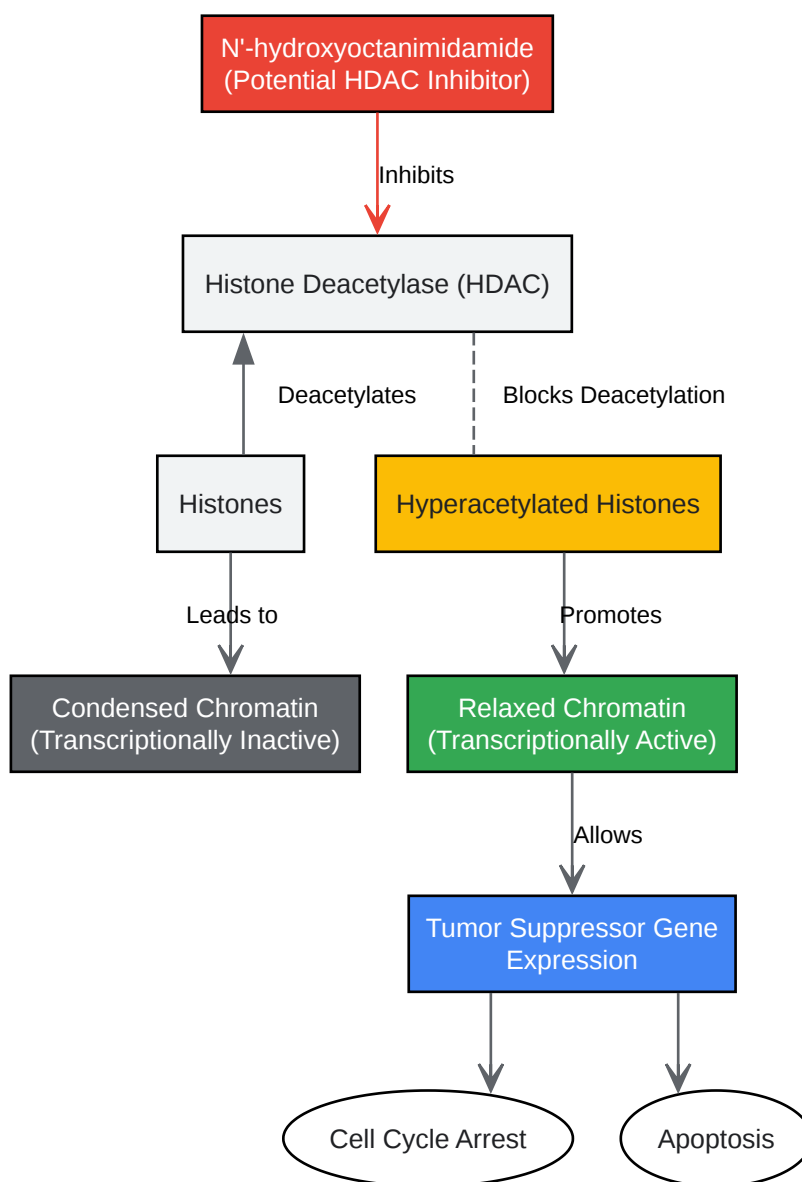 N'-hydroxyoctanimidamide
(Potential HDAC Inhibitor)
Inhibits
Histone Deacetylase (HDAC)
Deacetylates
Blocks Deacetylation
Histones
Hyperacetylated Histones
Leads to
Promotes
Condensed Chromatin
(Transcriptionally Inactive)
Relaxed Chromatin
(Transcriptionally Active)
Allows
Tumor Suppressor Gene
Expression
Cell Cycle Arrest
Apoptosis